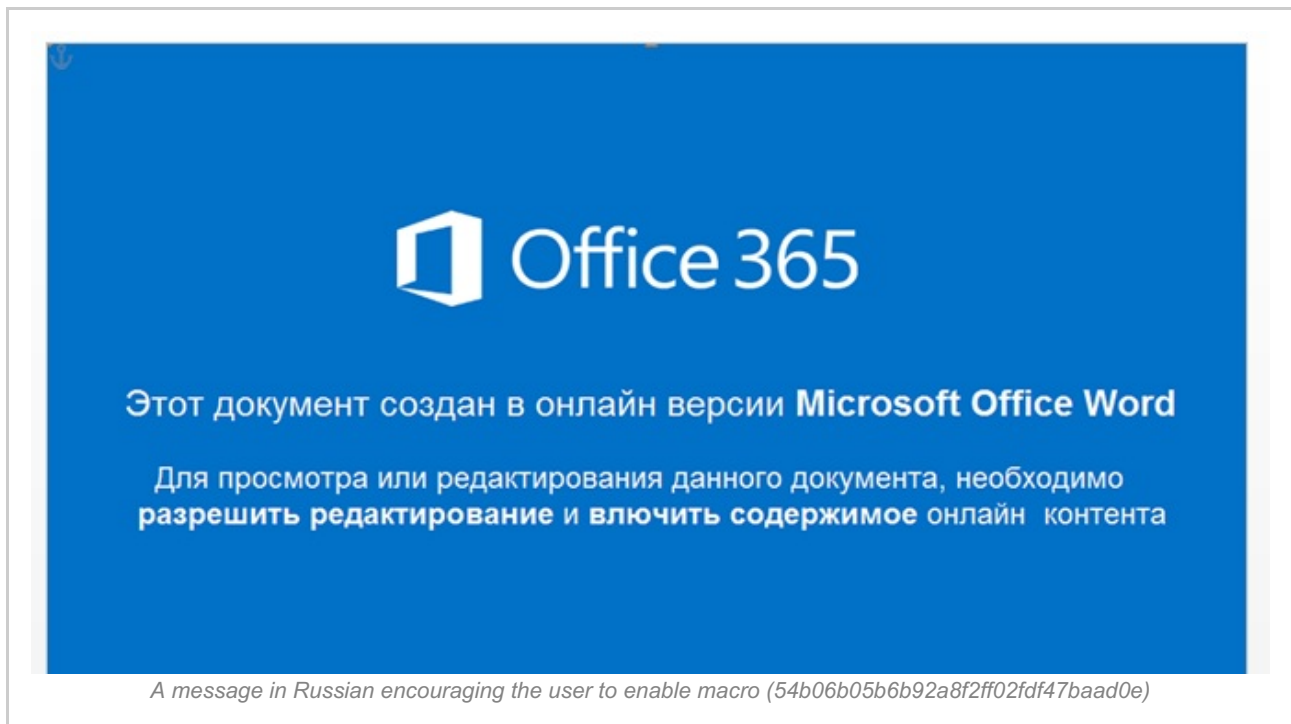 Office 365
Этот документ создан в онлайн версии Microsoft Office Word
Для просмотра или редактирования данного документа, необходимо
разрешить редактирование и влючить содержимое онлайн контента
A message in Russian encouraging the user to enable macro (54b06b05b6b92a8f2ff02fdf47baad0e)